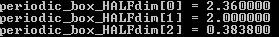 periodic_box_HALFdim[0] = 2.360000
periodic_box_HALFdim[1] = 2.000000
periodic_box_HALFdim[2] = 0.383800